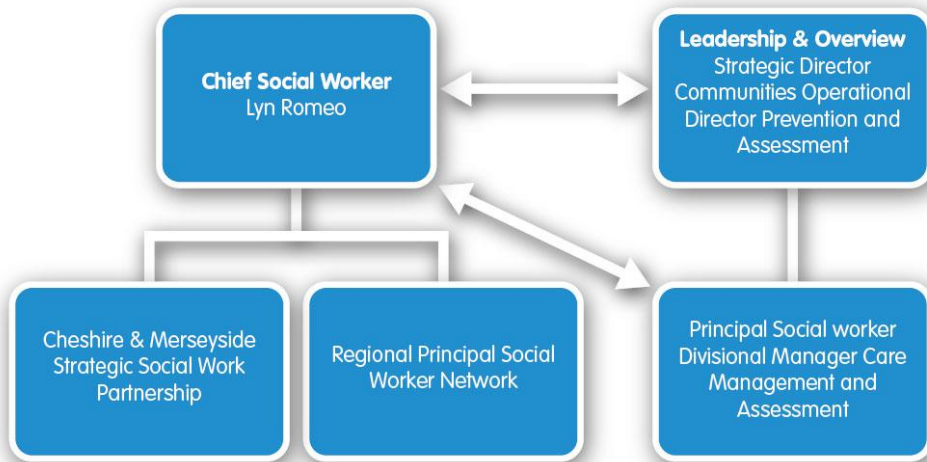 Chief Social Worker
Lyn Romeo
Leadership & Overview
Strategic Director
Communities Operational
Director Prevention and
Assessment
Cheshire & Merseyside
Strategic Social Work
Partnership
Regional Principal Social
Worker Network
Principal Social worker
Divisional Manager Care
Management and
Assessment